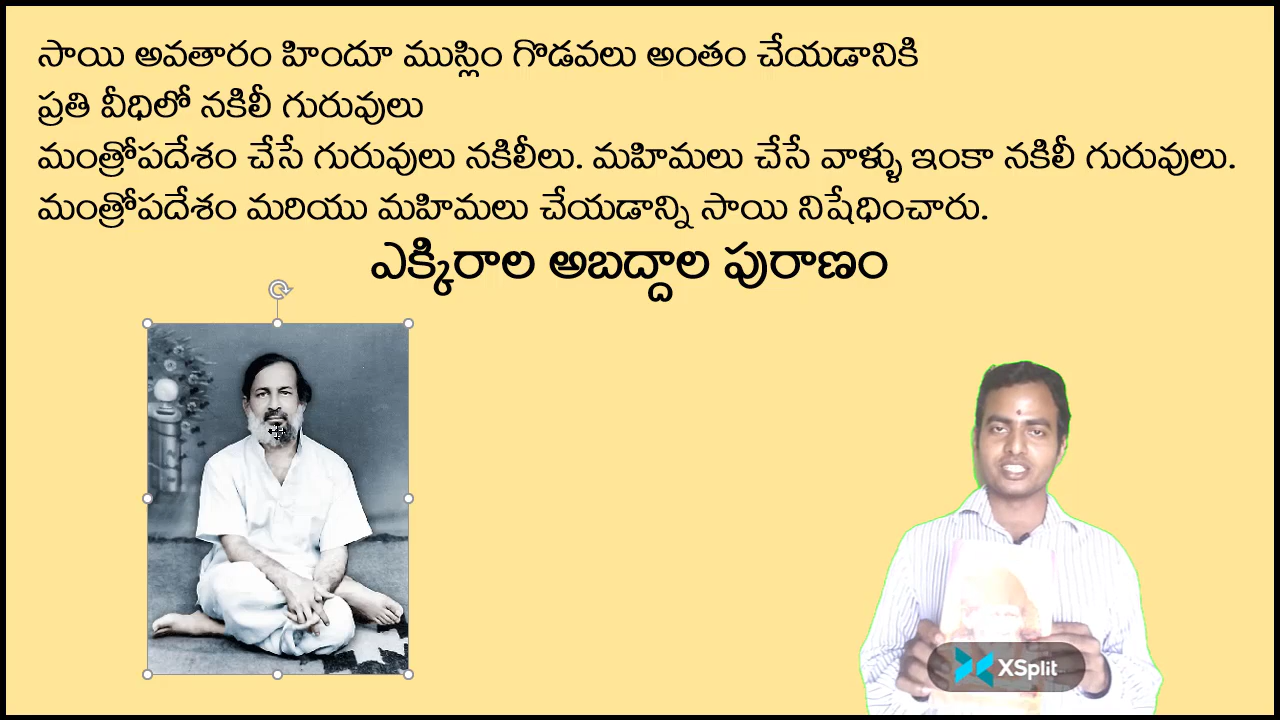 సాయి అవతారం హిందూ ముస్లిం గొడవలు అంతం చేయడానికి
ప్రతి వీధిలో నకిలీ గురువులు
మంత్రోపదేశం చేసే గురువులు నకిలీలు. మహిమలు చేసే వాళ్ళు ఇంకా నకిలీ గురువులు.
మంత్రోపదేశం మరియు మహిమలు చేయడాన్ని సాయి నిషేధించారు.
ఎక్కిరాల అబద్దాల పురాణం
XSplit